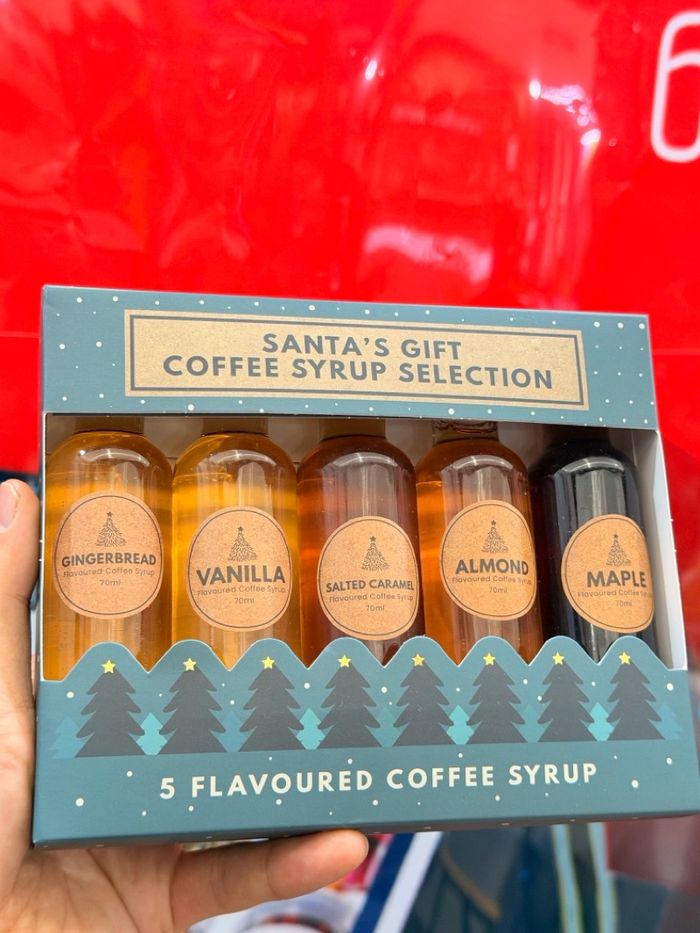 6
SANTA'S GIFT
COFFEE SYRUP SELECTION
GINGERBREAD
Flavoured Coffee Syrup
70ml
VANILLA
Flavoured Coffee Syrup
70ml
SALTED CARAMEL
Flavoured Coffee Syrup
70ml
ALMOND
Flavoured Coffee Syrup
70ml
MAPLE
Flavoured Coffee Syrup
70ml
5 FLAVOURED COFFEE SYRUP